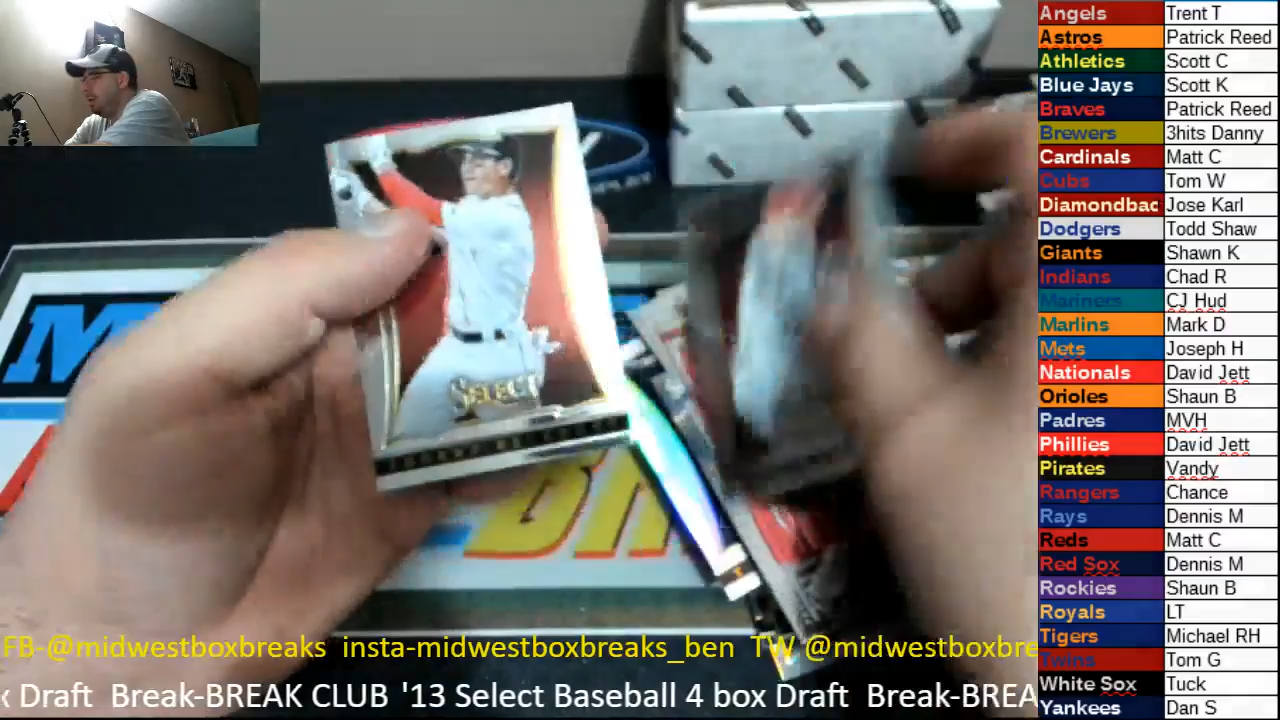 Angels Trent T
Astros Patrick Reed
Athletics Scott C
Blue Jays Scott K
Braves Patrick Reed
Brewers 3hits Danny
Cardinals Matt C
Cubs Tom W
Diamondbac Jose Karl
Dodgers Todd Shaw
Giants Shawn K
Indians Chad R
Mariners CJ Hud
Marlins Mark D
Mets Joseph H
Nationals David Jett
Orioles Shaun B
Padres MVH
Phillies David Jett
Pirates Vandy
Rangers Chance
Rays Dennis M
Reds Matt C
Red Sox Dennis M
Rockies Shaun B
Royals LT
Tigers Michael RH
Twins Tom G
White Sox Tuck
Yankees Dan S
SELECT
FB-@midwestboxbreaks insta-midwestboxbreaks_ben TW @midwestboxbre
x Draft Break-BREAK CLUB '13 Select Baseball 4 box Draft Break-BREA